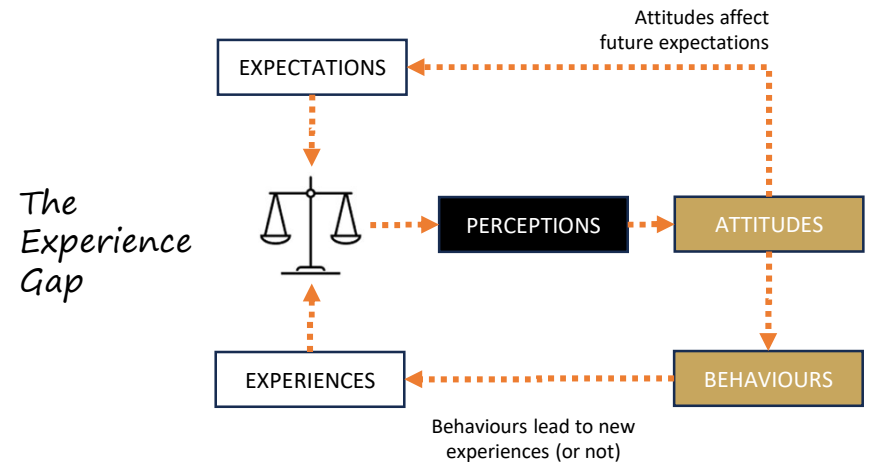 Attitudes affect
future expectations
EXPECTATIONS
The
Experience
Gap
PERCEPTIONS
ATTITUDES
EXPERIENCES
BEHAVIOURS
Behaviours lead to new
experiences (or not)